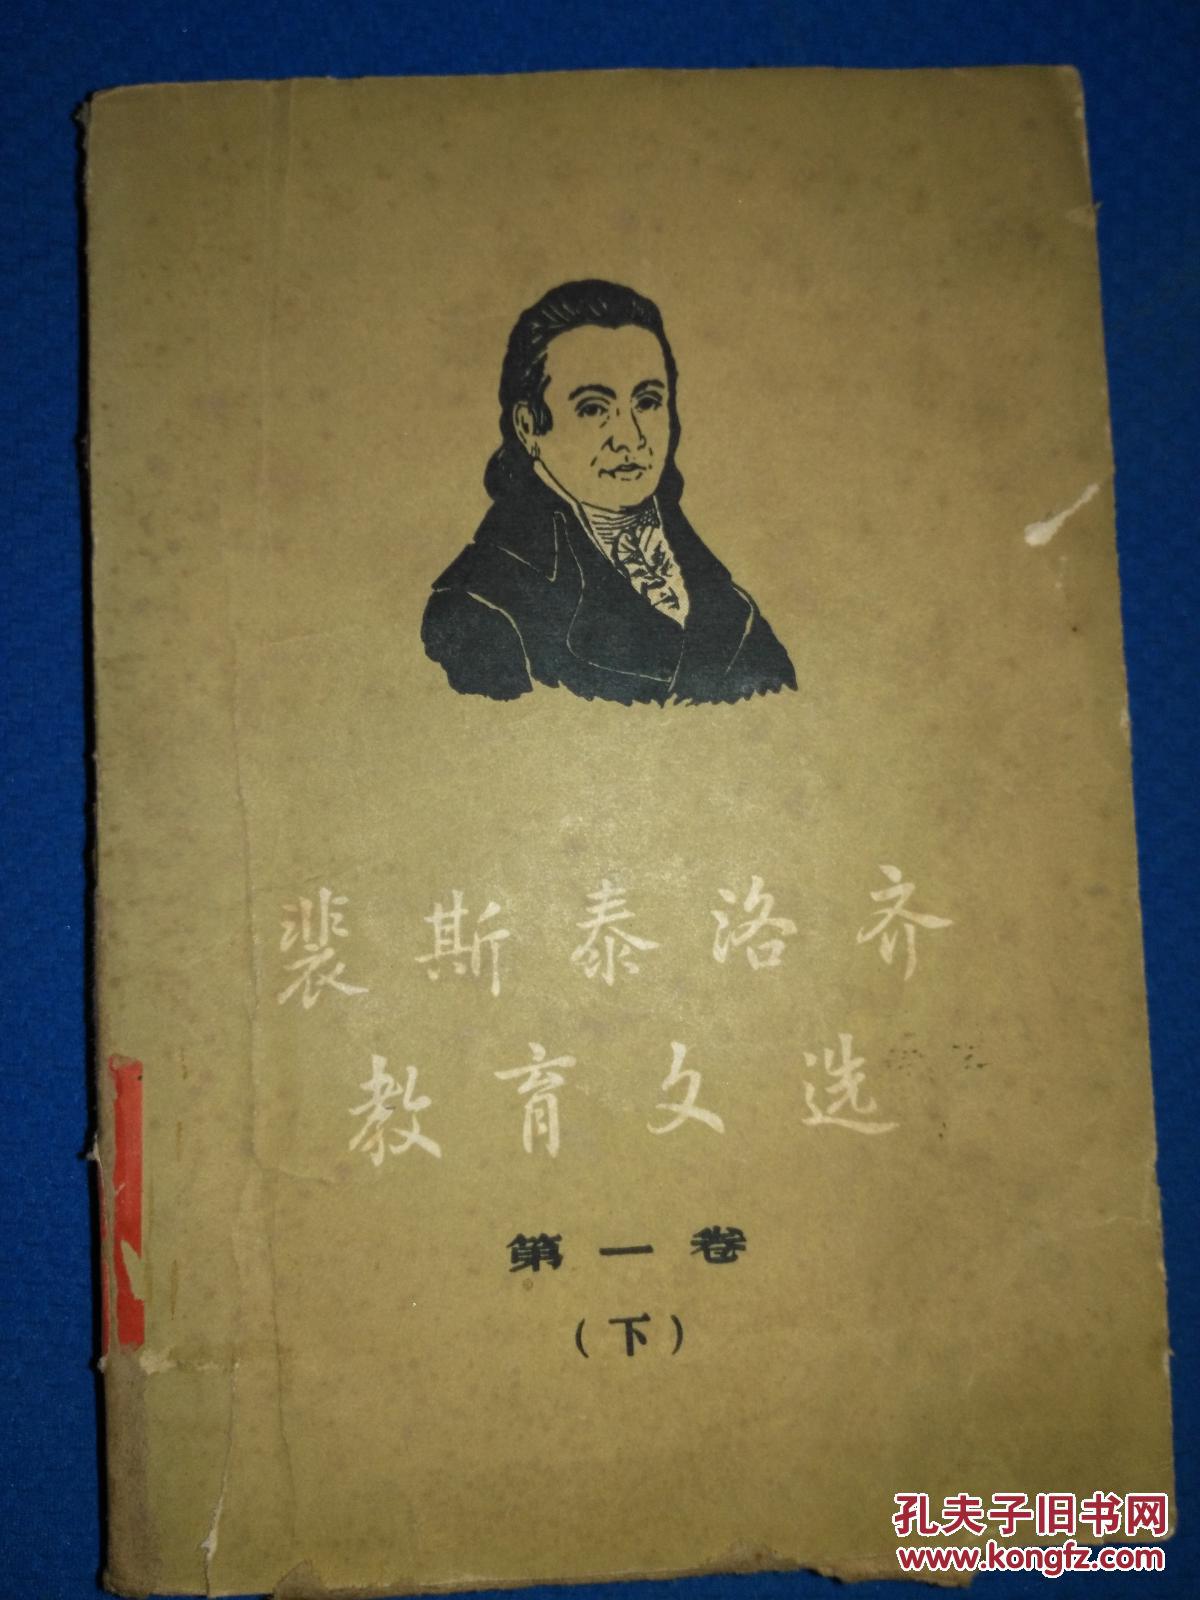 裴斯泰洛齐
教育文选
第一卷
（下）
孔夫子旧书网
www.kongfz.com